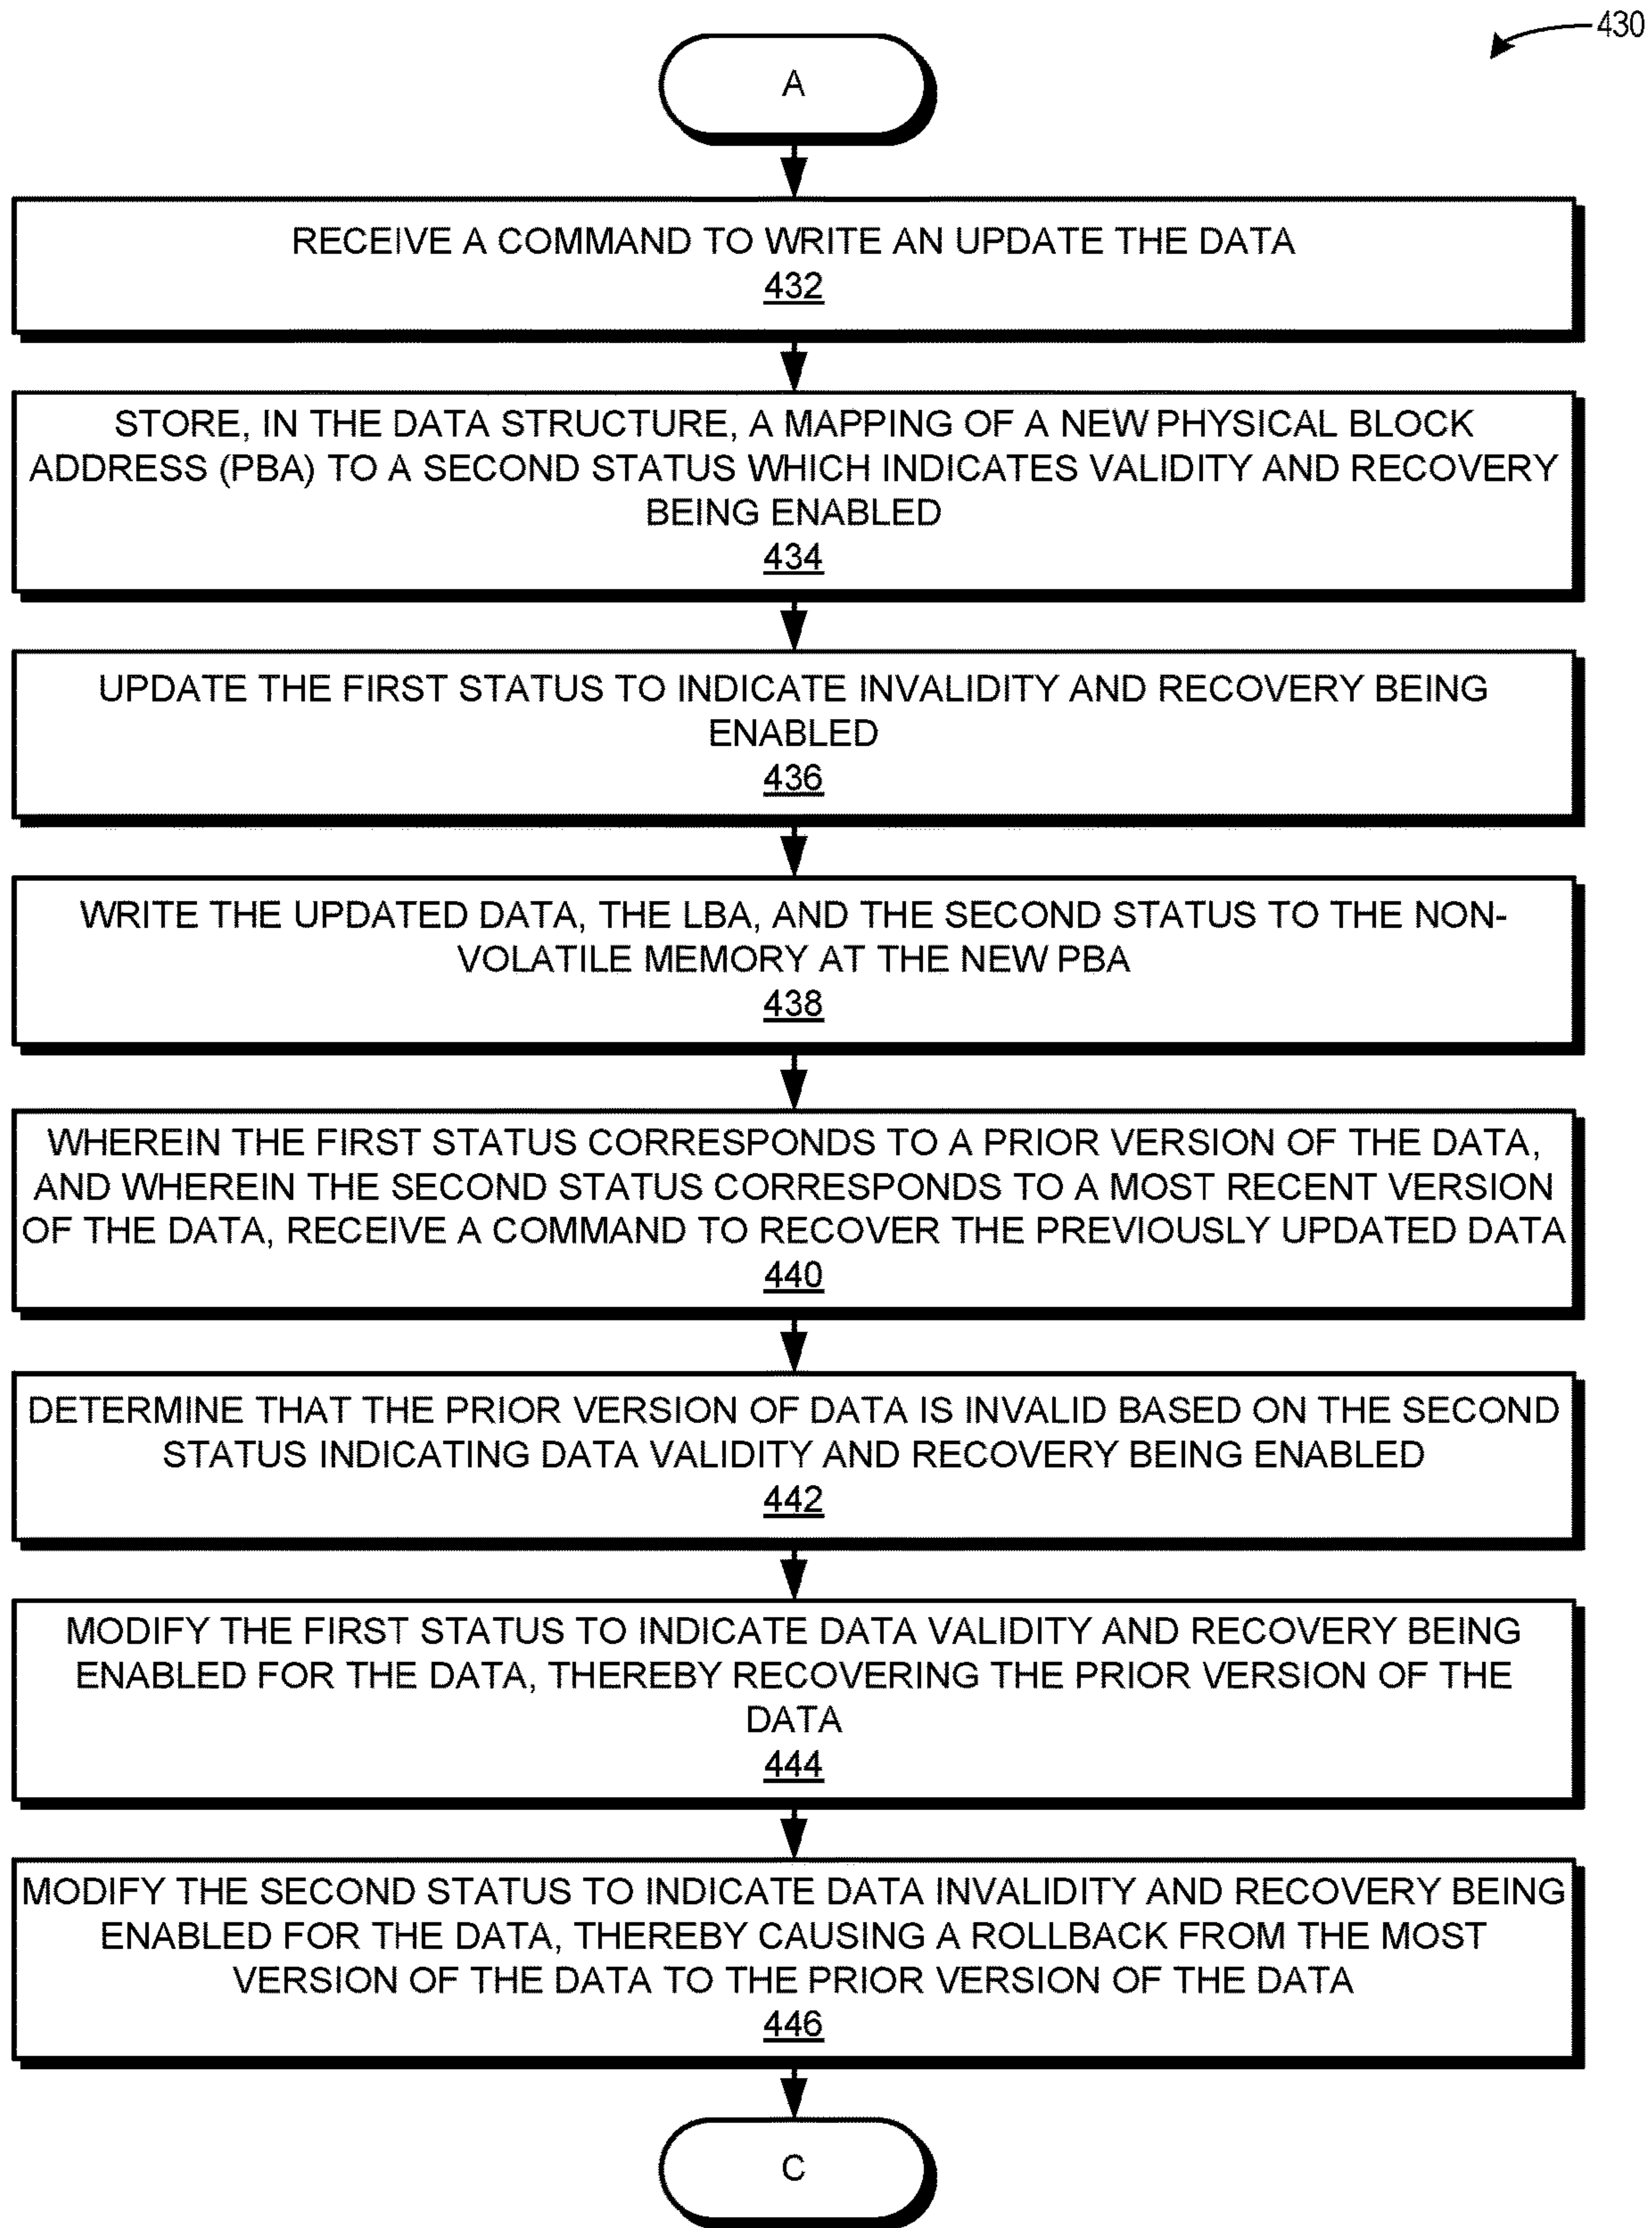 430
A
RECEIVE A COMMAND TO WRITE AN UPDATE THE DATA
432
STORE, IN THE DATA STRUCTURE, A MAPPING OF A NEW PHYSICAL BLOCK
ADDRESS (PBA) TO A SECOND STATUS WHICH INDICATES VALIDITY AND RECOVERY
BEING ENABLED
434
UPDATE THE FIRST STATUS TO INDICATE INVALIDITY AND RECOVERY BEING
ENABLED
436
WRITE THE UPDATED DATA, THE LBA, AND THE SECOND STATUS TO THE NON-
VOLATILE MEMORY AT THE NEW PBA
438
WHEREIN THE FIRST STATUS CORRESPONDS TO A PRIOR VERSION OF THE DATA,
AND WHEREIN THE SECOND STATUS CORRESPONDS TO A MOST RECENT VERSION
OF THE DATA, RECEIVE A COMMAND TO RECOVER THE PREVIOUSLY UPDATED DATA
440
DETERMINE THAT THE PRIOR VERSION OF DATA IS INVALID BASED ON THE SECOND
STATUS INDICATING DATA VALIDITY AND RECOVERY BEING ENABLED
442
MODIFY THE FIRST STATUS TO INDICATE DATA VALIDITY AND RECOVERY BEING
ENABLED FOR THE DATA, THEREBY RECOVERING THE PRIOR VERSION OF THE
DATA
444
MODIFY THE SECOND STATUS TO INDICATE DATA INVALIDITY AND RECOVERY BEING
ENABLED FOR THE DATA, THEREBY CAUSING A ROLLBACK FROM THE MOST
VERSION OF THE DATA TO THE PRIOR VERSION OF THE DATA
446
C